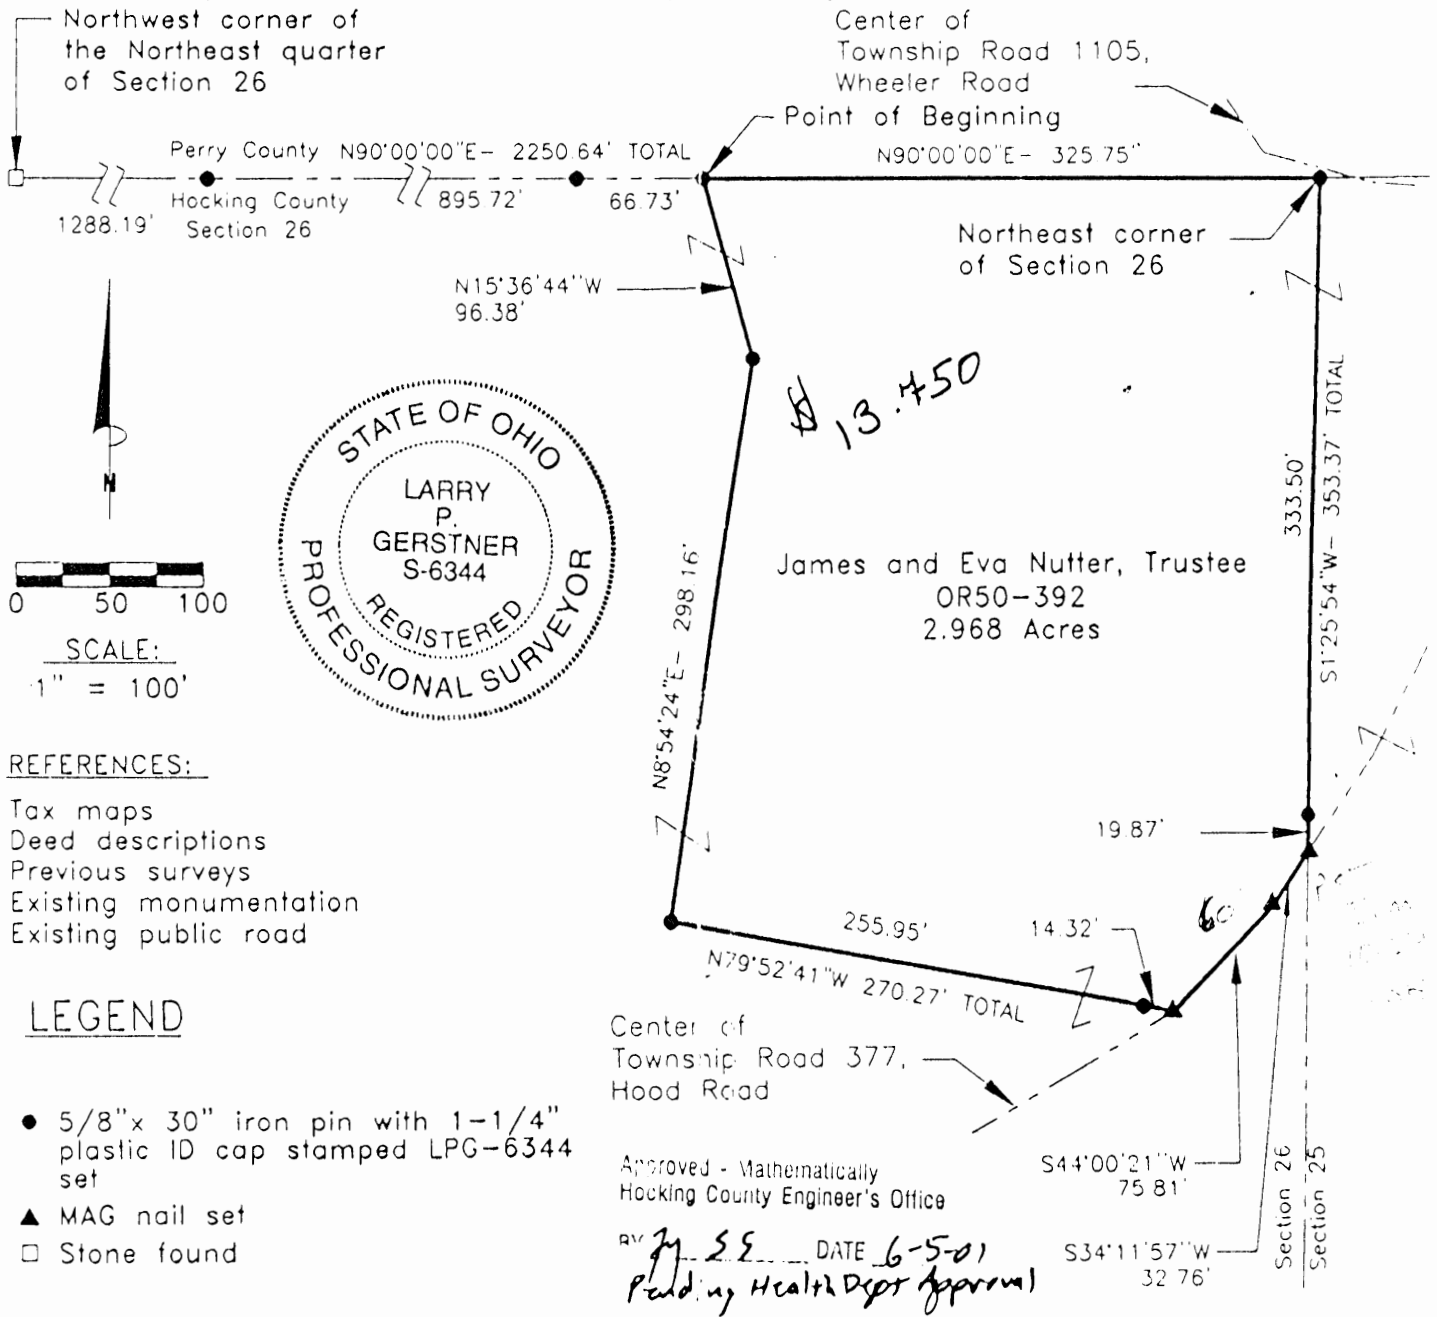 Northwest corner of
the Northeast quarter
of Section 26
Center of
Township Road 1105,
Wheeler Road
Point of Beginning
Perry County N90°00'00"E- 2250.64' TOTAL
N90°00'00"E- 325.75"
Hocking County
Section 26
1288.19'
895.72'
66.73'
Northeast corner
of Section 26
N15°36'44"W
96.38'
$ 13.750
STATE OF OHIO
LARRY
P.
GERSTNER
S-6344
REGISTERED
PROFESSIONAL SURVEYOR
N
0 50 100
SCALE:
1" = 100'
N8°54'24"E- 298.16'
James and Eva Nutter, Trustee
OR50-392
2.968 Acres
333.50'
S1°25'54"W- 353.37' TOTAL
REFERENCES:
Tax maps
Deed descriptions
Previous surveys
Existing monumentation
Existing public road
19.87'
60
255.95'
14.32'
N79°52'41"W 270.27' TOTAL
LEGEND
5/8"x 30" iron pin with 1-1/4"
plastic ID cap stamped LPG-6344
set
MAG nail set
Stone found
Center of
Township Road 377,
Hood Road
S44°00'21"W
75.81'
S34°11'57"W
32.76'
Section 26
Section 25
Approved - Mathematically
Hocking County Engineer's Office
BY DATE 6-5-01
Pending Health Dept Approval